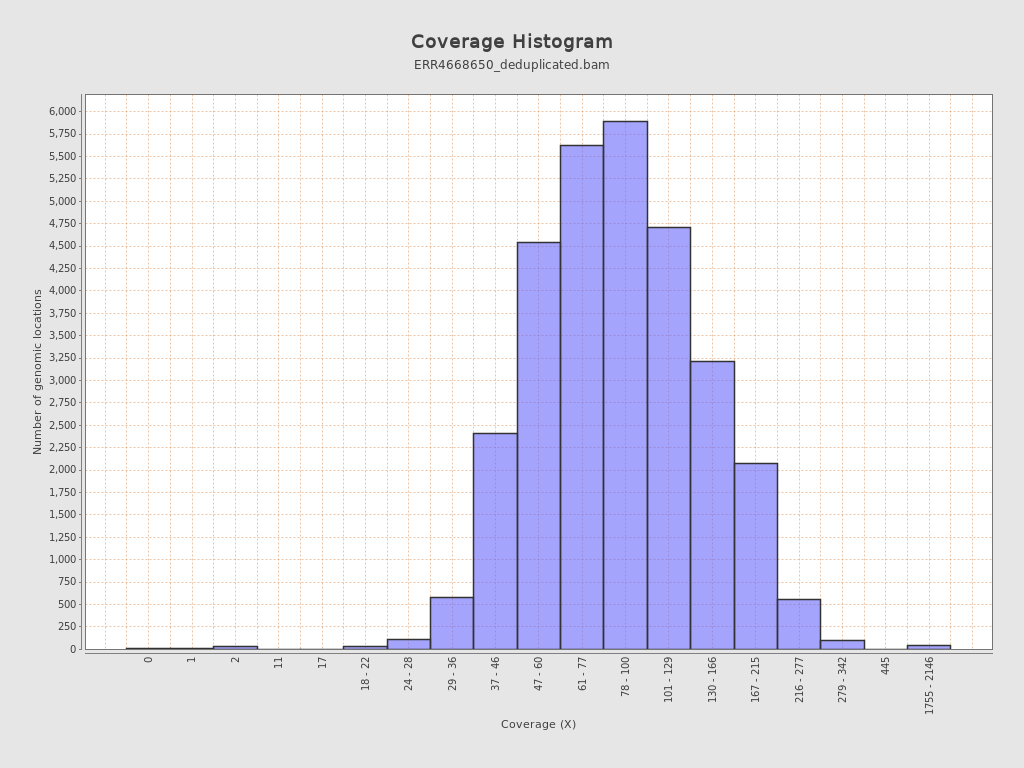 Coverage Histogram
ERR4668650_deduplicated.bam
Number of genomic locations
6,000
5,750
5,500
5,250
5,000
4,750
4,500
4,250
4,000
3,750
3,500
3,250
3,000
2,750
2,500
2,250
2,000
1,750
1,500
1,250
1,000
750
500
250
0
0
1
2
11
17
18 - 22
24 - 28
29 - 36
37 - 46
47 - 60
61 - 77
78 - 100
101 - 129
130 - 166
167 - 215
216 - 277
279 - 342
445
1755 - 2146
Coverage (X)